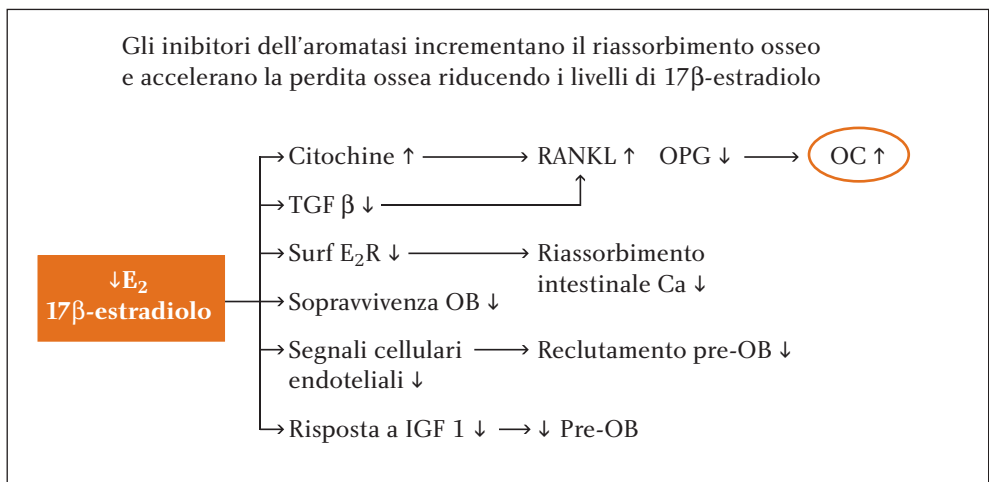 Gli inibitori dell'aromatasi incrementano il riassorbimento osseo
e accelerano la perdita ossea riducendo i livelli di 17β-estradiolo
Citochine ↑ → RANKL ↑ OPG ↓ → OC ↑
TGF β ↓
Surf E₂R ↓ → Riassorbimento
intestinale Ca ↓
↓E₂
17β-estradiolo
Sopravvivenza OB ↓
Segnali cellulari → Reclutamento pre-OB ↓
endoteliali ↓
Risposta a IGF 1 ↓ → ↓ Pre-OB